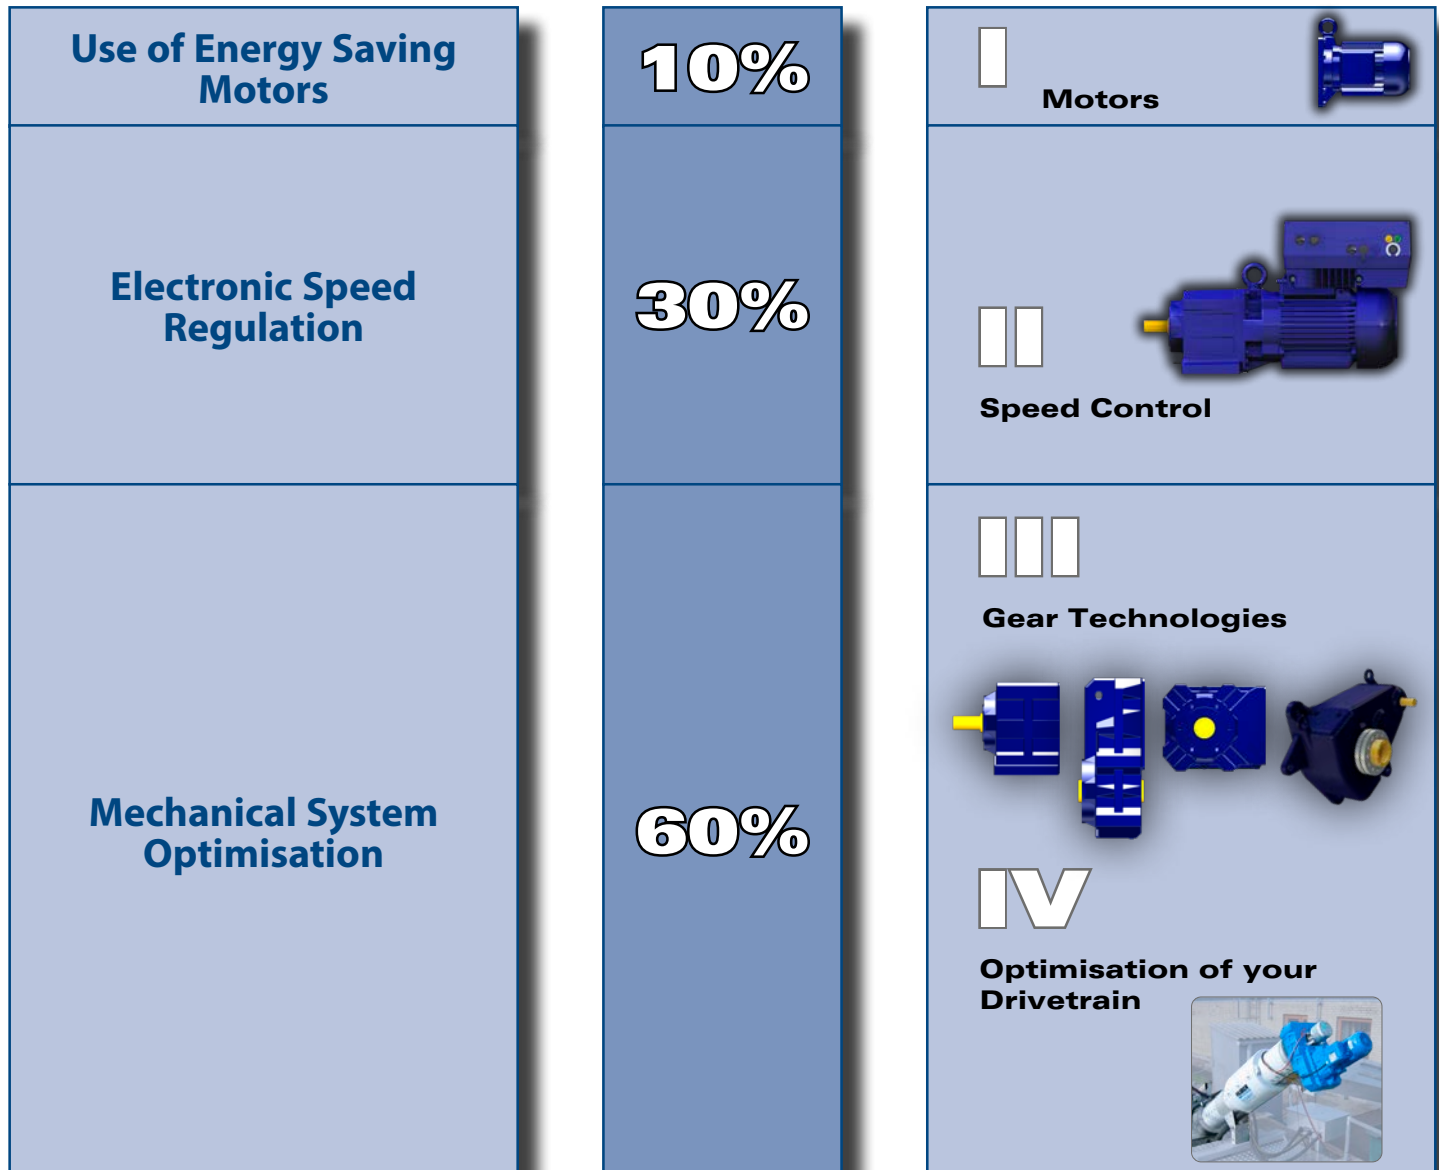 Use of Energy Saving
Motors
10%
I
Motors
Electronic Speed
Regulation
30%
II
Speed Control
Mechanical System
Optimisation
60%
III
Gear Technologies
IV
Optimisation of your
Drivetrain